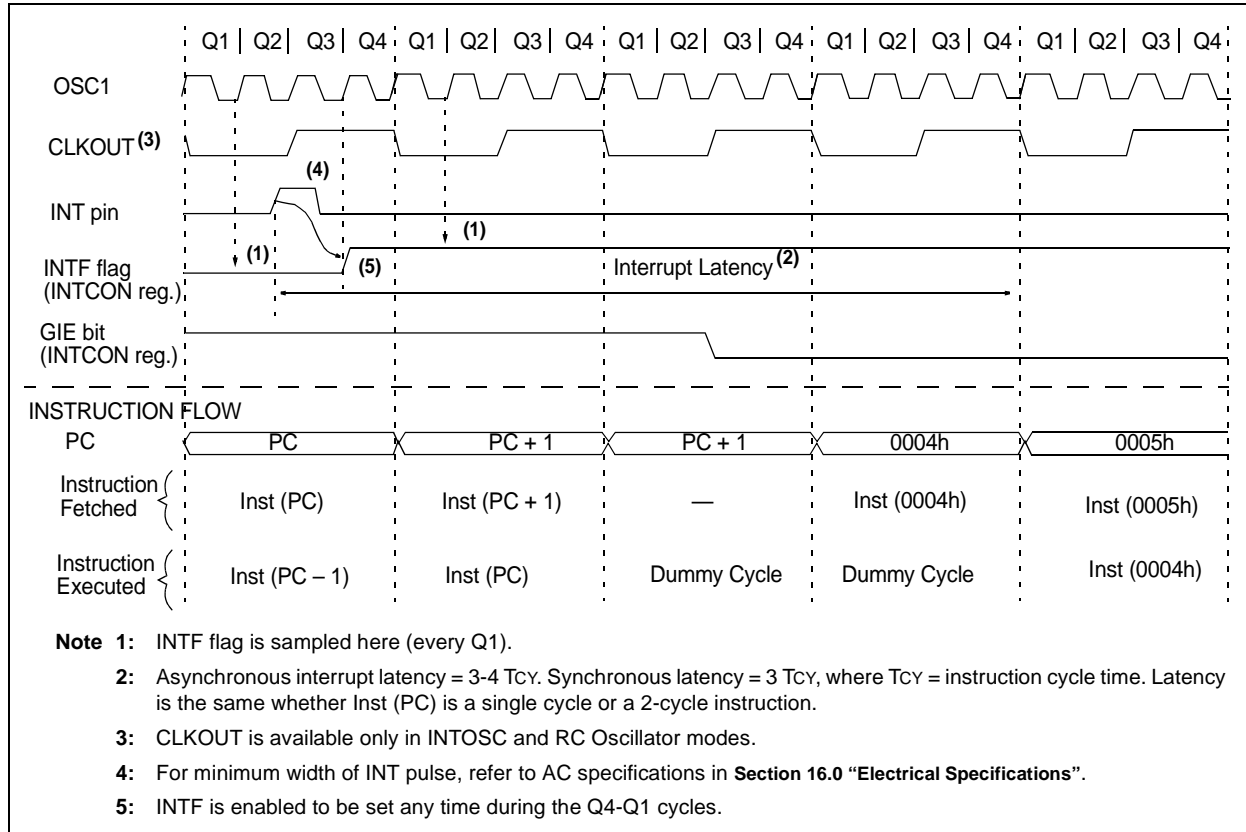 Q1 | Q2 | Q3 | Q4 Q1 | Q2 | Q3 | Q4 Q1 | Q2 | Q3 | Q4 Q1 | Q2 | Q3 | Q4 Q1 | Q2 | Q3 | Q4
OSC1
CLKOUT (3)
(4)
INT pin
(1) (1)
INTF flag (5) Interrupt Latency (2)
(INTCON reg.)
GIE bit
(INTCON reg.)
INSTRUCTION FLOW
PC PC PC + 1 PC + 1 0004h 0005h
Instruction
Fetched Inst (PC) Inst (PC + 1) — Inst (0004h) Inst (0005h)
Instruction
Executed Inst (PC – 1) Inst (PC) Dummy Cycle Dummy Cycle Inst (0004h)
Note 1: INTF flag is sampled here (every Q1).
2: Asynchronous interrupt latency = 3-4 TCY. Synchronous latency = 3 TCY, where TCY = instruction cycle time. Latency
is the same whether Inst (PC) is a single cycle or a 2-cycle instruction.
3: CLKOUT is available only in INTOSC and RC Oscillator modes.
4: For minimum width of INT pulse, refer to AC specifications in Section 16.0 “Electrical Specifications”.
5: INTF is enabled to be set any time during the Q4-Q1 cycles.